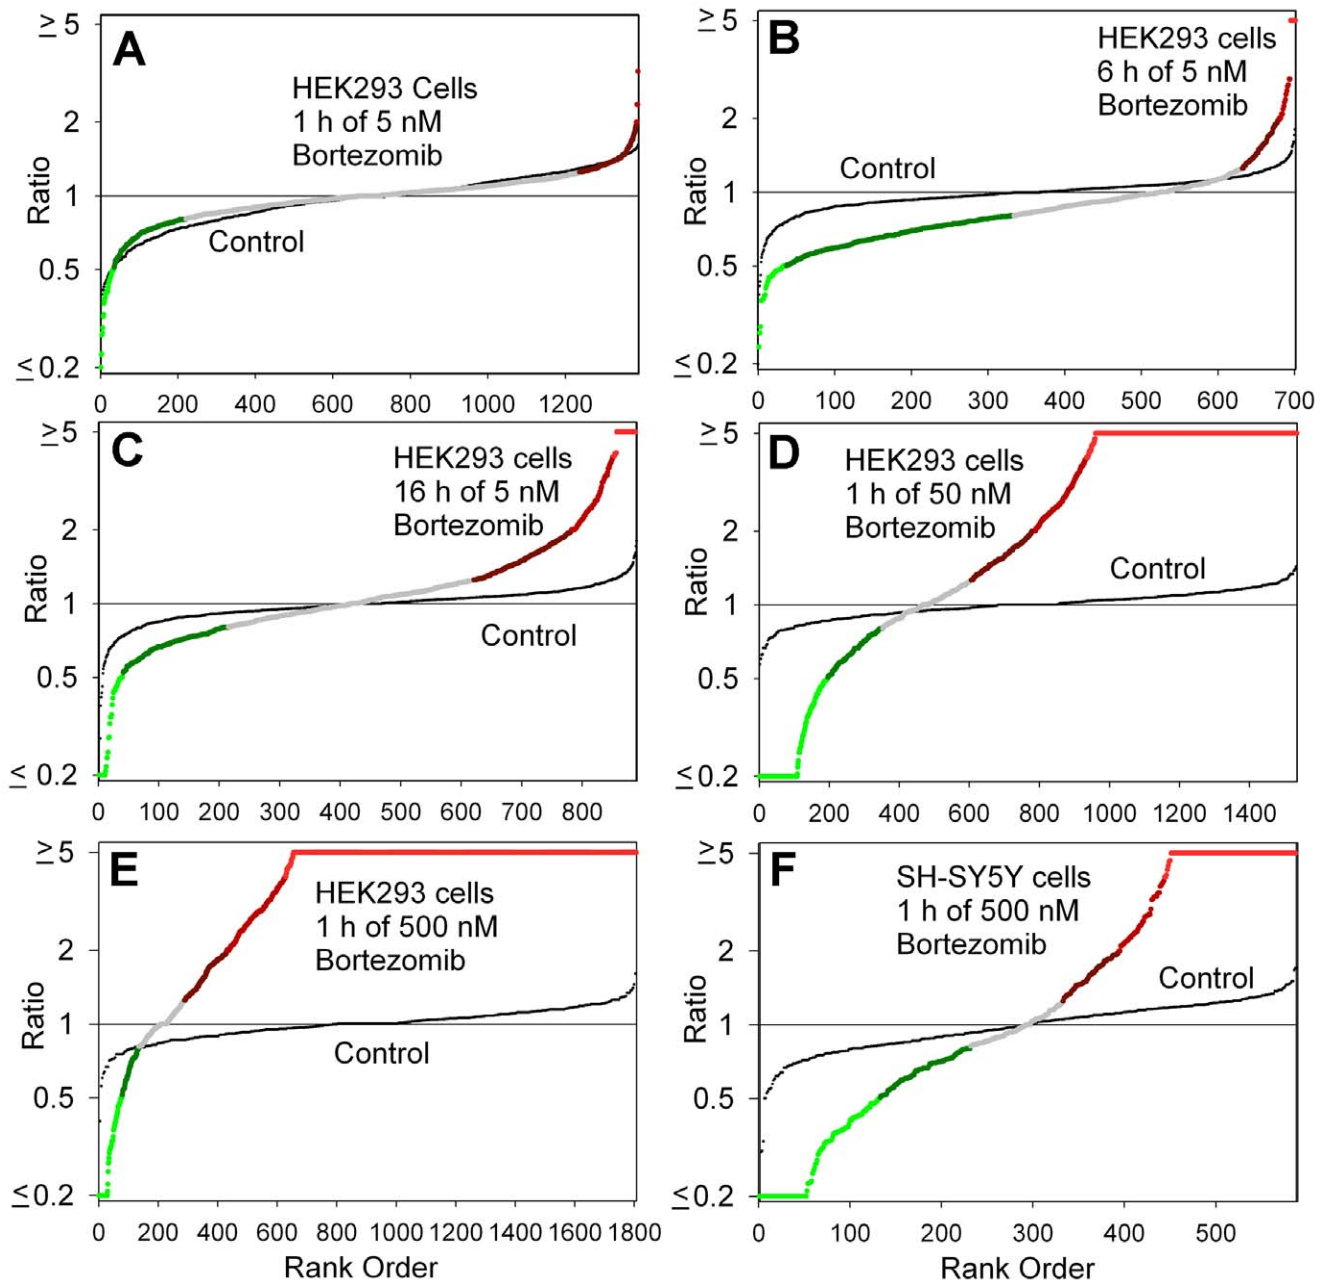 A
HEK293 Cells
1 h of 5 nM
Bortezomib
Control
Ratio
≥ 5
2
1
0.5
≤ 0.2
0 200 400 600 800 1000 1200
B
HEK293 cells
6 h of 5 nM
Bortezomib
Control
Ratio
≥ 5
2
1
0.5
≤ 0.2
0 100 200 300 400 500 600 700
C
HEK293 cells
16 h of 5 nM
Bortezomib
Control
Ratio
≥ 5
2
1
0.5
≤ 0.2
0 100 200 300 400 500 600 700 800
D
HEK293 cells
1 h of 50 nM
Bortezomib
Control
Ratio
≥ 5
2
1
0.5
≤ 0.2
0 200 400 600 800 1000 1200 1400
E
HEK293 cells
1 h of 500 nM
Bortezomib
Control
Ratio
≥ 5
2
1
0.5
≤ 0.2
0 200 400 600 800 1000 1200 1400 1600 1800
Rank Order
F
SH-SY5Y cells
1 h of 500 nM
Bortezomib
Control
Ratio
≥ 5
2
1
0.5
≤ 0.2
0 100 200 300 400 500
Rank Order